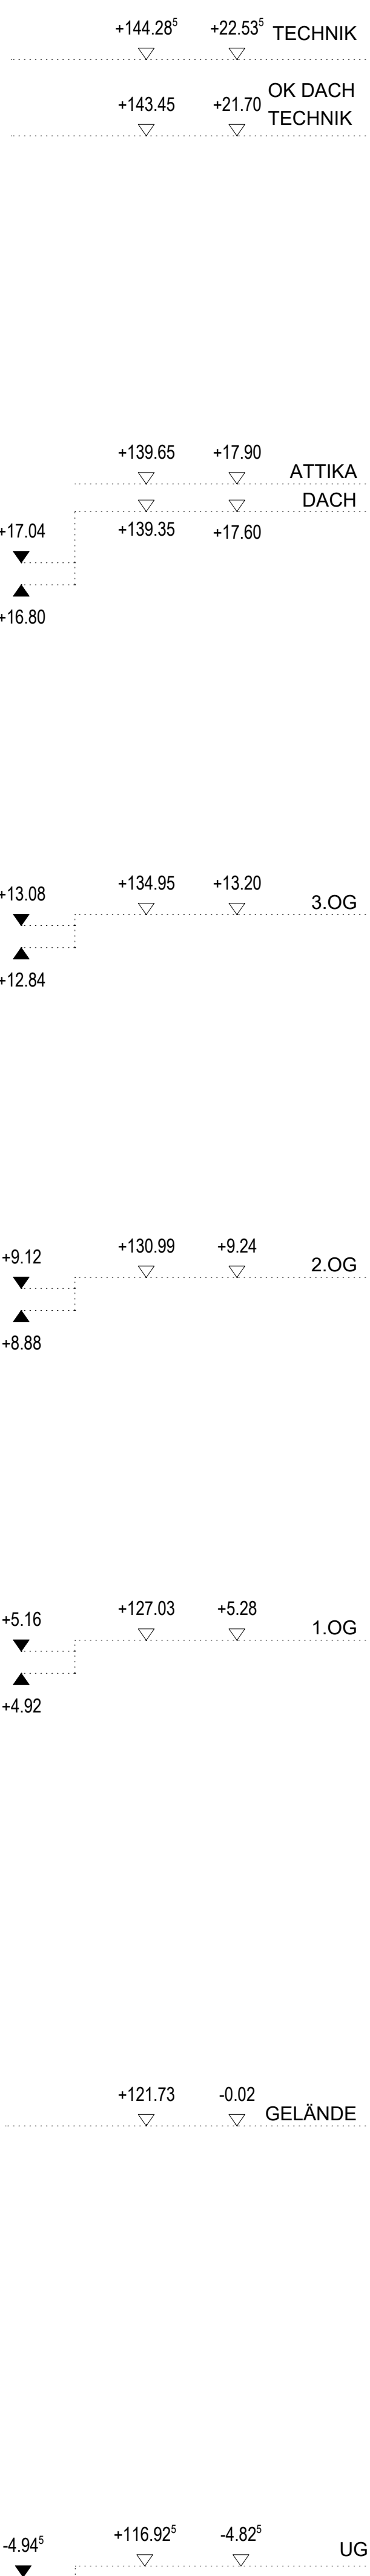 +144.28⁵ +22.53⁵ TECHNIK
OK DACH
+143.45 +21.70 TECHNIK
+139.65 +17.90 ATTIKA
DACH
+17.04 +139.35 +17.60
+16.80
+134.95 +13.20 3.OG
+13.08
+12.84
+130.99 +9.24 2.OG
+9.12
+8.88
+127.03 +5.28 1.OG
+5.16
+4.92
+121.73 -0.02 GELÄNDE
-4.94⁵ +116.92⁵ -4.82⁵ UG